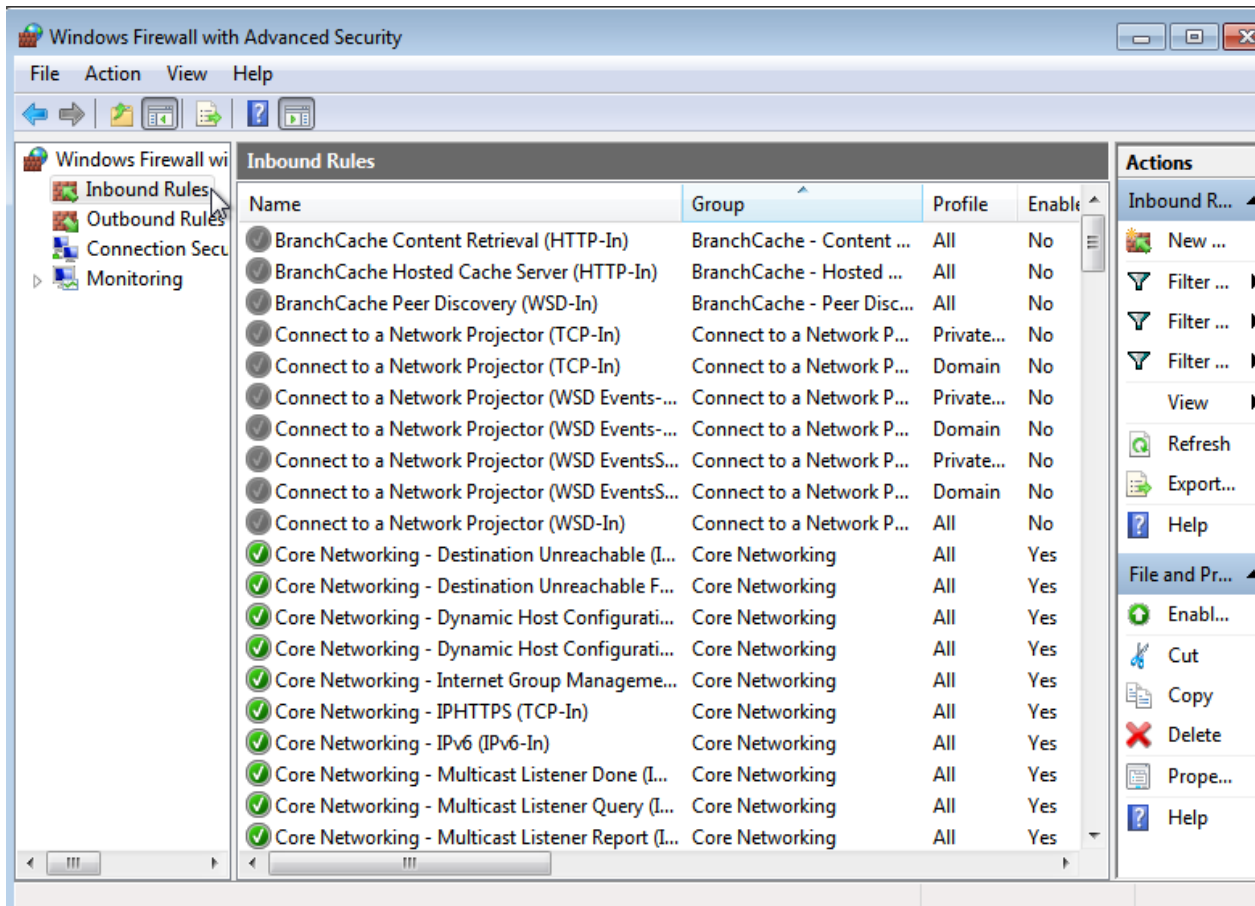 Windows Firewall with Advanced Security
File Action View Help
Windows Firewall wi
Inbound Rules
Outbound Rules
Connection Secu
Monitoring
Inbound Rules
Name Group Profile Enable
BranchCache Content Retrieval (HTTP-In) BranchCache - Content ... All No
BranchCache Hosted Cache Server (HTTP-In) BranchCache - Hosted ... All No
BranchCache Peer Discovery (WSD-In) BranchCache - Peer Disc... All No
Connect to a Network Projector (TCP-In) Connect to a Network P... Private... No
Connect to a Network Projector (TCP-In) Connect to a Network P... Domain No
Connect to a Network Projector (WSD Events-... Connect to a Network P... Private... No
Connect to a Network Projector (WSD Events-... Connect to a Network P... Domain No
Connect to a Network Projector (WSD EventsS... Connect to a Network P... Private... No
Connect to a Network Projector (WSD EventsS... Connect to a Network P... Domain No
Connect to a Network Projector (WSD-In) Connect to a Network P... All No
Core Networking - Destination Unreachable (I... Core Networking All Yes
Core Networking - Destination Unreachable F... Core Networking All Yes
Core Networking - Dynamic Host Configurati... Core Networking All Yes
Core Networking - Dynamic Host Configurati... Core Networking All Yes
Core Networking - Internet Group Manageme... Core Networking All Yes
Core Networking - IPHTTPS (TCP-In) Core Networking All Yes
Core Networking - IPv6 (IPv6-In) Core Networking All Yes
Core Networking - Multicast Listener Done (I... Core Networking All Yes
Core Networking - Multicast Listener Query (I... Core Networking All Yes
Core Networking - Multicast Listener Report (I... Core Networking All Yes
Actions
Inbound R...
New ...
Filter ...
Filter ...
Filter ...
View
Refresh
Export...
Help
File and Pr...
Enabl...
Cut
Copy
Delete
Prope...
Help